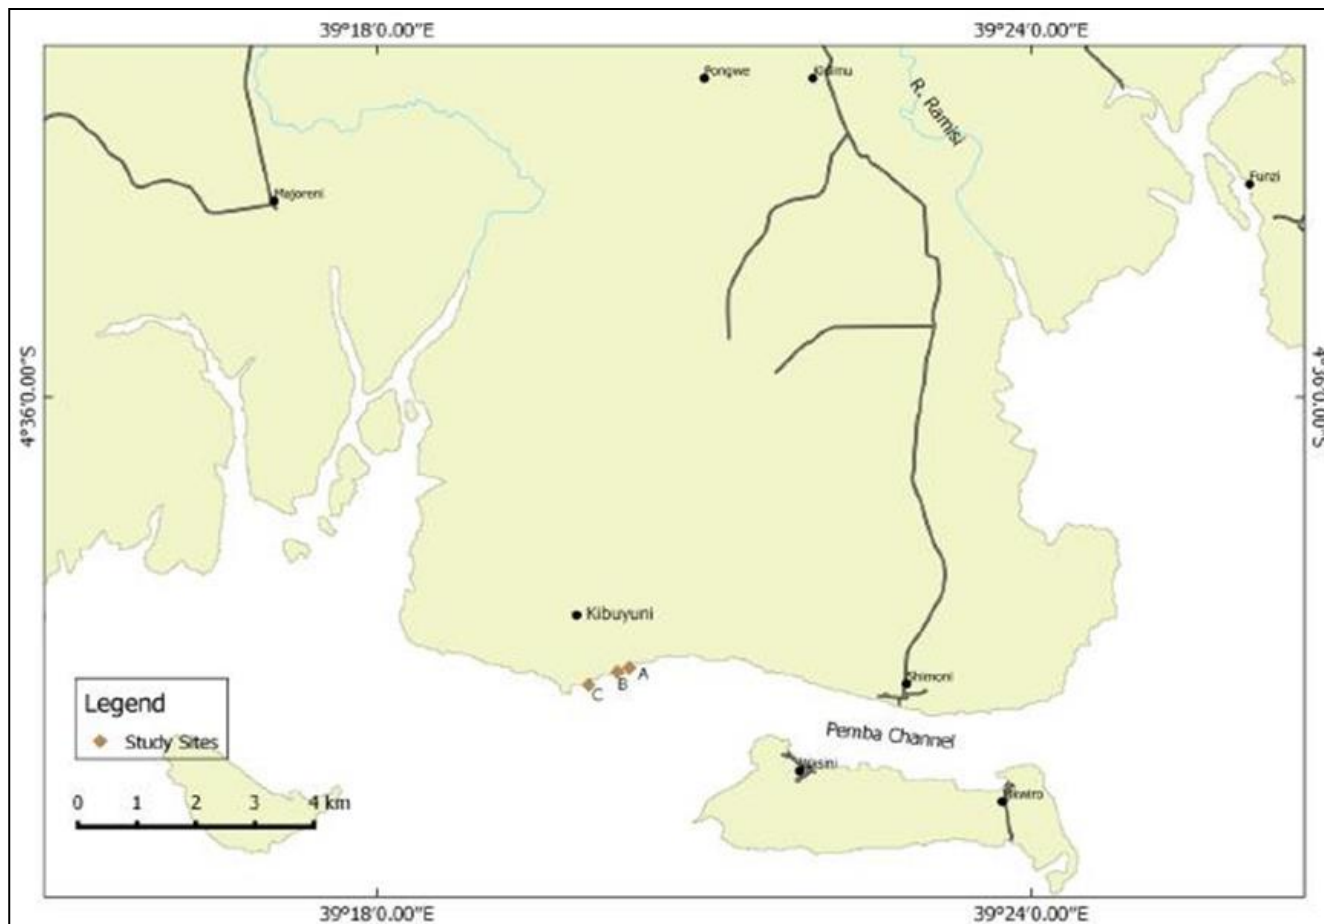 39°18'0.00"E 39°24'0.00"E
Pongwe
Kidimu
R. Ramisi
Funzi
Majoreni
4°36'0.00"S
4°36'0.00"S
Kibuyuni
A
B
C
Shimoni
Legend
Study Sites
Pemba Channel
Wasini
Mkwiro
0 1 2 3 4 km
39°18'0.00"E 39°24'0.00"E